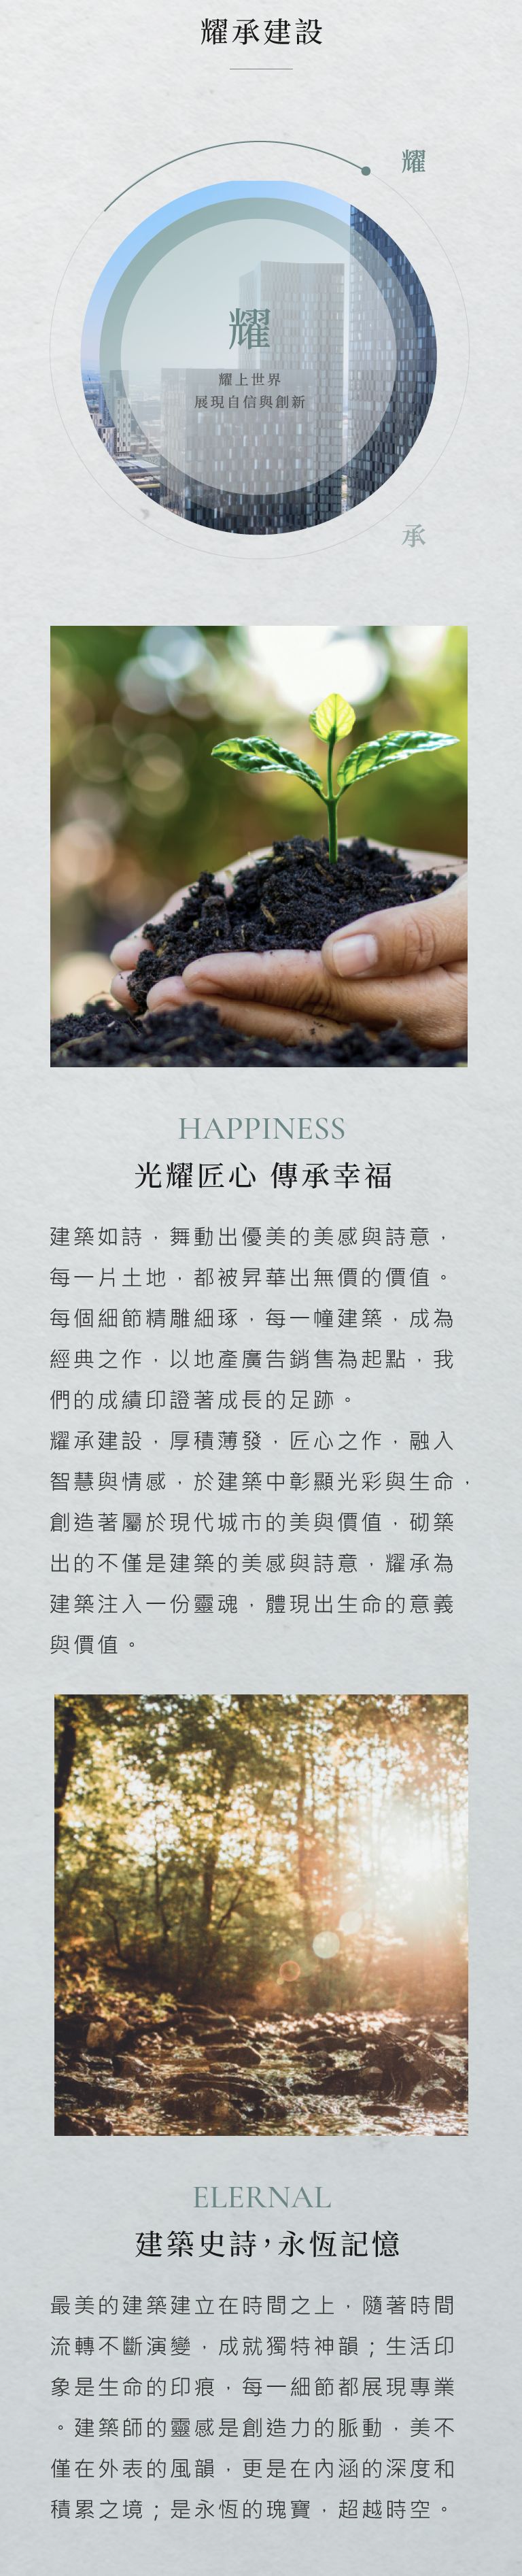 耀承建設
耀
耀
耀上世界
展現自信與創新
承
HAPPINESS
光耀匠心 傳承幸福
建築如詩，舞動出優美的美感與詩意，
每一片土地，都被昇華出無價的價值。
每個細節精雕細琢，每一幢建築，成為
經典之作，以地產廣告銷售為起點，我
們的成績印證著成長的足跡。
耀承建設，厚積薄發，匠心之作，融入
智慧與情感，於建築中彰顯光彩與生命，
創造著屬於現代城市的美與價值，砌築
出的不僅是建築的美感與詩意，耀承為
建築注入一份靈魂，體現出生命的意義
與價值。
ELERNAL
建築史詩，永恆記憶
最美的建築建立在時間之上，隨著時間
流轉不斷演變，成就獨特神韻；生活印
象是生命的印痕，每一細節都展現專業
。建築師的靈感是創造力的脈動，美不
僅在外表的風韻，更是在內涵的深度和
積累之境；是永恆的瑰寶，超越時空。